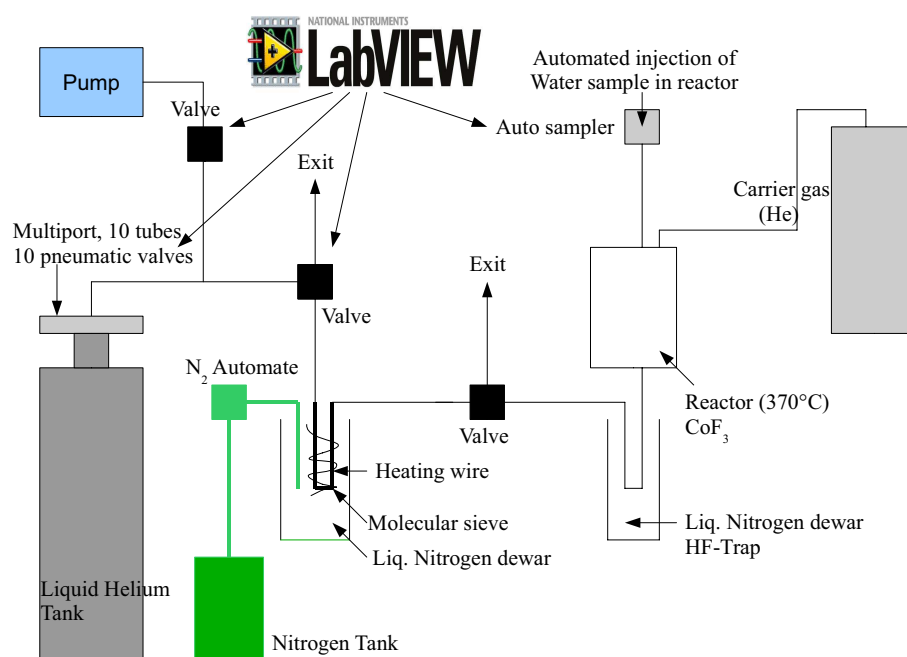 NATIONAL INSTRUMENTS
LabVIEW
Pump
Valve
Automated injection of
Water sample in reactor
Auto sampler
Exit
Carrier gas
(He)
Multiport, 10 tubes
10 pneumatic valves
Valve
Exit
N₂ Automate
Reactor (370°C)
CoF₃
Valve
Heating wire
Molecular sieve
Liq. Nitrogen dewar
Liq. Nitrogen dewar
HF-Trap
Liquid Helium
Tank
Nitrogen Tank